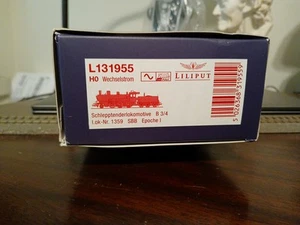 L131955
H0 Wechselstrom
LILIPUT
Schlepptenderlokomotive B 3/4
Lok-Nr. 1359 SBB Epoche I